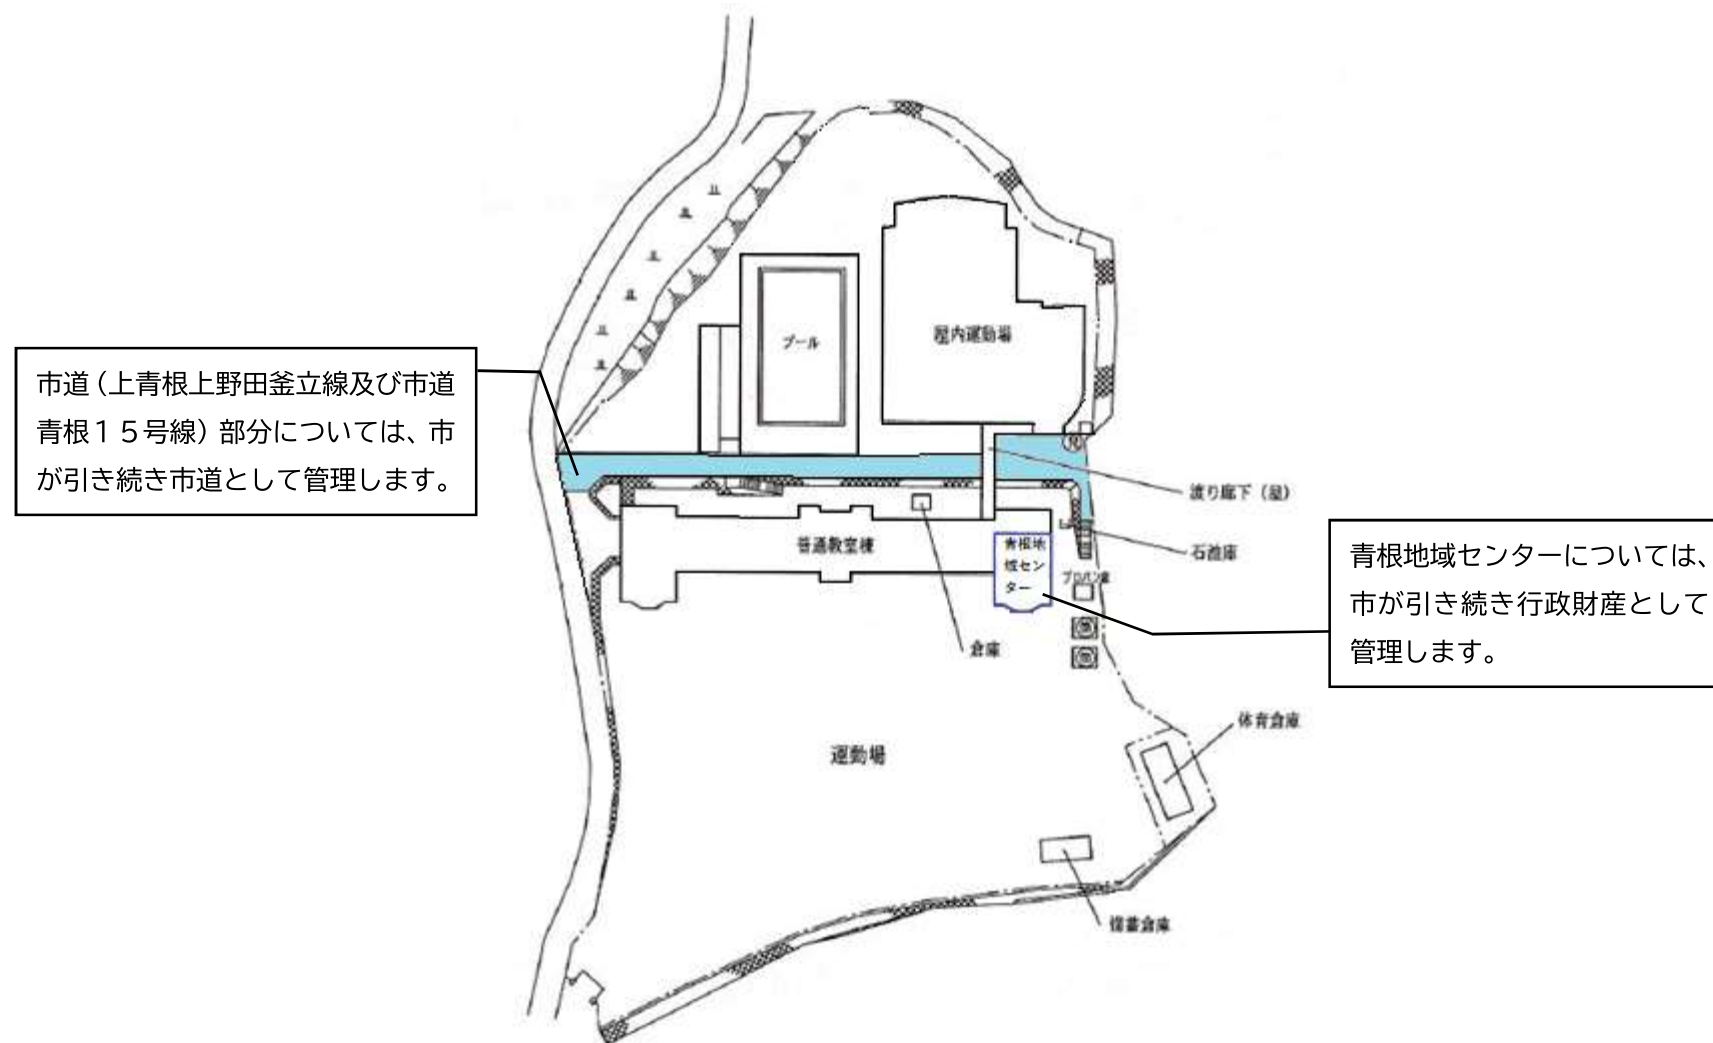 プール
屋内運動場
市道（上青根上野田釜立線及び市道
青根１５号線）部分については、市
が引き続き市道として管理します。
渡り廊下（屋）
普通教室棟
青根地
域セン
ター
石油庫
プロパン庫
青根地域センターについては、
市が引き続き行政財産として
管理します。
倉庫
体育倉庫
運動場
備蓄倉庫